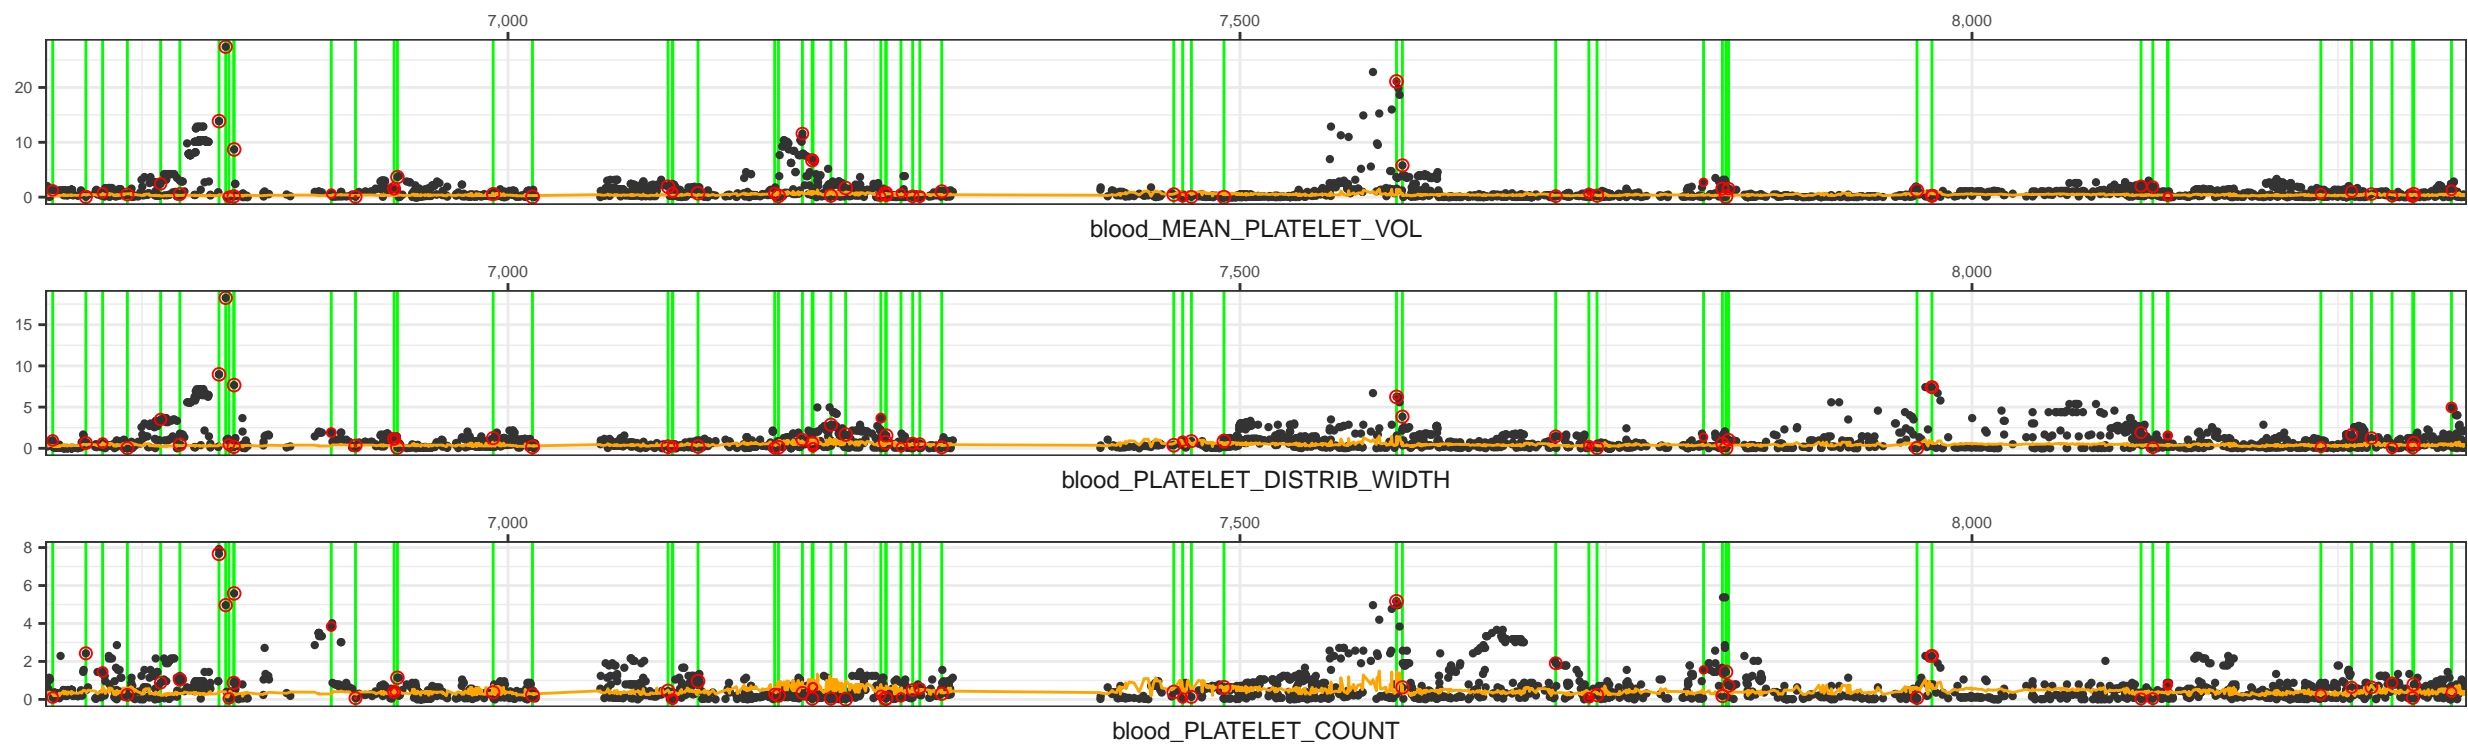 7,000 7,500 8,000
20
10
0
blood_MEAN_PLATELET_VOL
7,000 7,500 8,000
15
10
5
0
blood_PLATELET_DISTRIB_WIDTH
7,000 7,500 8,000
8
6
4
2
0
blood_PLATELET_COUNT